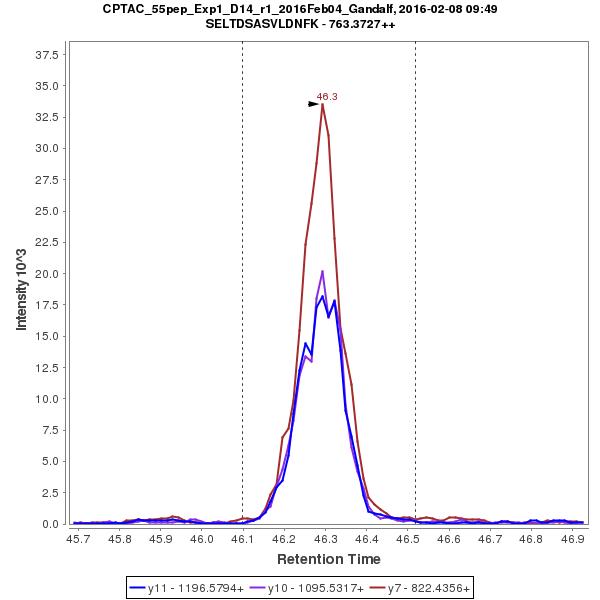 CPTAC_55pep_Exp1_D14_r1_2016Feb04_Gandalf, 2016-02-08 09:49
SELTDSASVLDNFK - 763.3727++
46.3
37.5
35.0
32.5
30.0
27.5
25.0
22.5
20.0
17.5
15.0
12.5
10.0
7.5
5.0
2.5
0.0
Intensity 10^3
45.7 45.8 45.9 46.0 46.1 46.2 46.3 46.4 46.5 46.6 46.7 46.8 46.9
Retention Time
y11 - 1196.5794+ y10 - 1095.5317+ y7 - 822.4356+